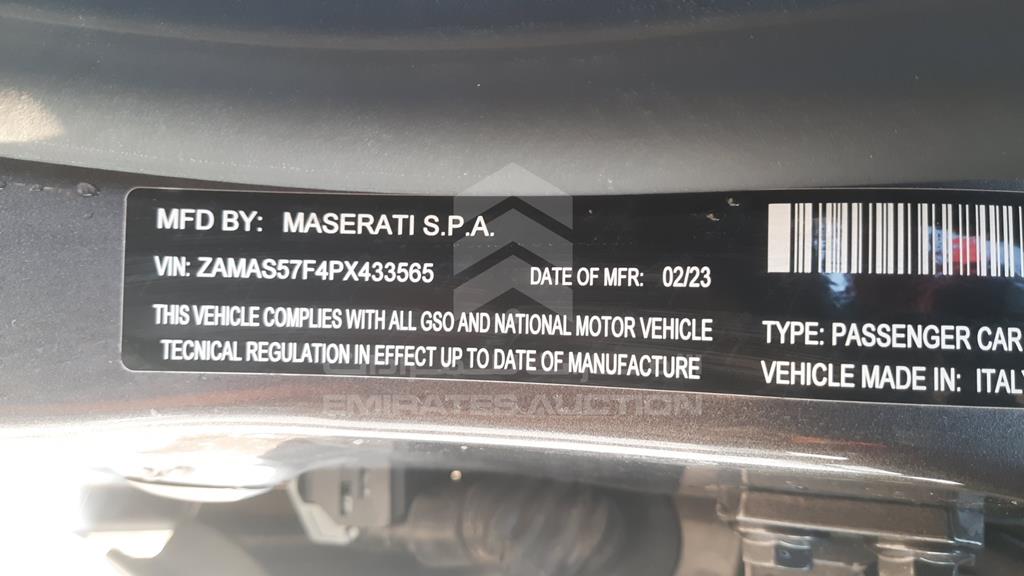 MFD BY: MASERATI S.P.A.
VIN: ZAMAS57F4PX433565 DATE OF MFR: 02/23
THIS VEHICLE COMPLIES WITH ALL GSO AND NATIONAL MOTOR VEHICLE
TECNICAL REGULATION IN EFFECT UP TO DATE OF MANUFACTURE
TYPE: PASSENGER CAR
VEHICLE MADE IN: ITALY
EMIRATES AUCTION